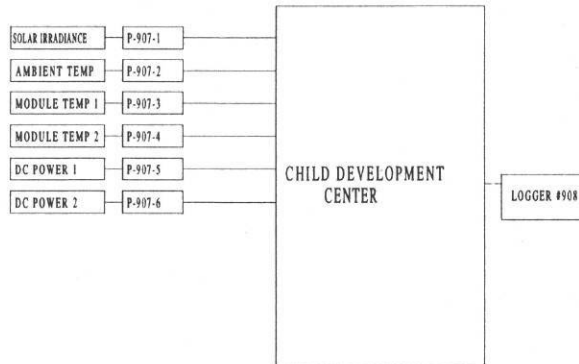 SOLAR IRRADIANCE P-907-1
AMBIENT TEMP P-907-2
MODULE TEMP 1 P-907-3
MODULE TEMP 2 P-907-4
DC POWER 1 P-907-5
DC POWER 2 P-907-6
CHILD DEVELOPMENT
CENTER
LOGGER #908